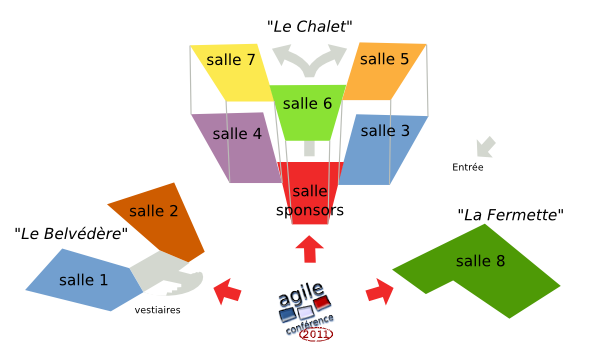 "Le Chalet"
salle 7
salle 5
salle 6
salle 4
salle 3
Entrée
salle
sponsors
salle 2
"La Fermette"
"Le Belvédère"
salle 8
salle 1
vestiaires
agile
conférence
2011